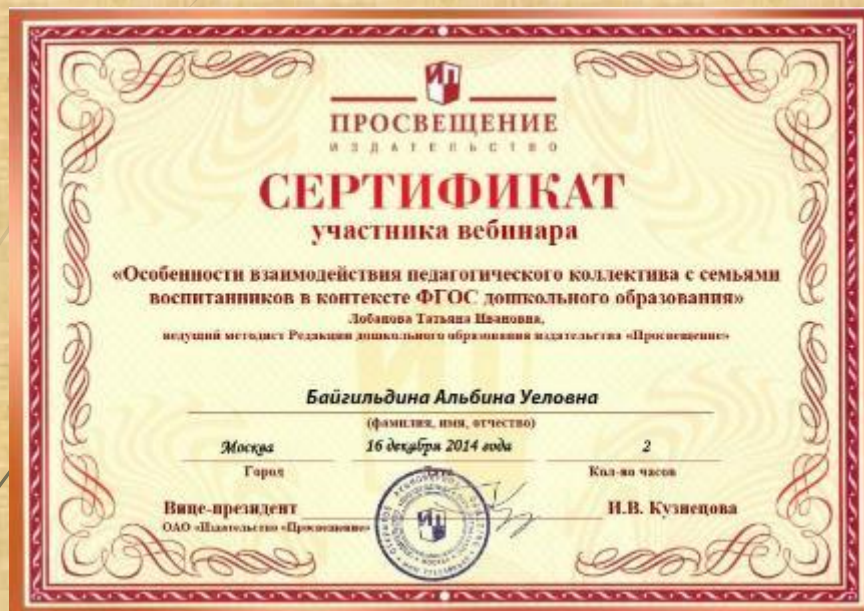 ИП
ПРОСВЕЩЕНИЕ
ИЗДАТЕЛЬСТВО
СЕРТИФИКАТ
участника вебинара
«Особенности взаимодействия педагогического коллектива с семьями
воспитанников в контексте ФГОС дошкольного образования»
Лобанова Татьяна Ивановна,
ведущий методист Редакции дошкольного образования издательства «Просвещение»
Байгильдина Альбина Уеловна
(фамилия, имя, отчество)
Москва 16 декабря 2014 года 2
Город Дата Кол-во часов
Вице-президент И.В. Кузнецова
ОАО «Издательство «Просвещение»
ИП